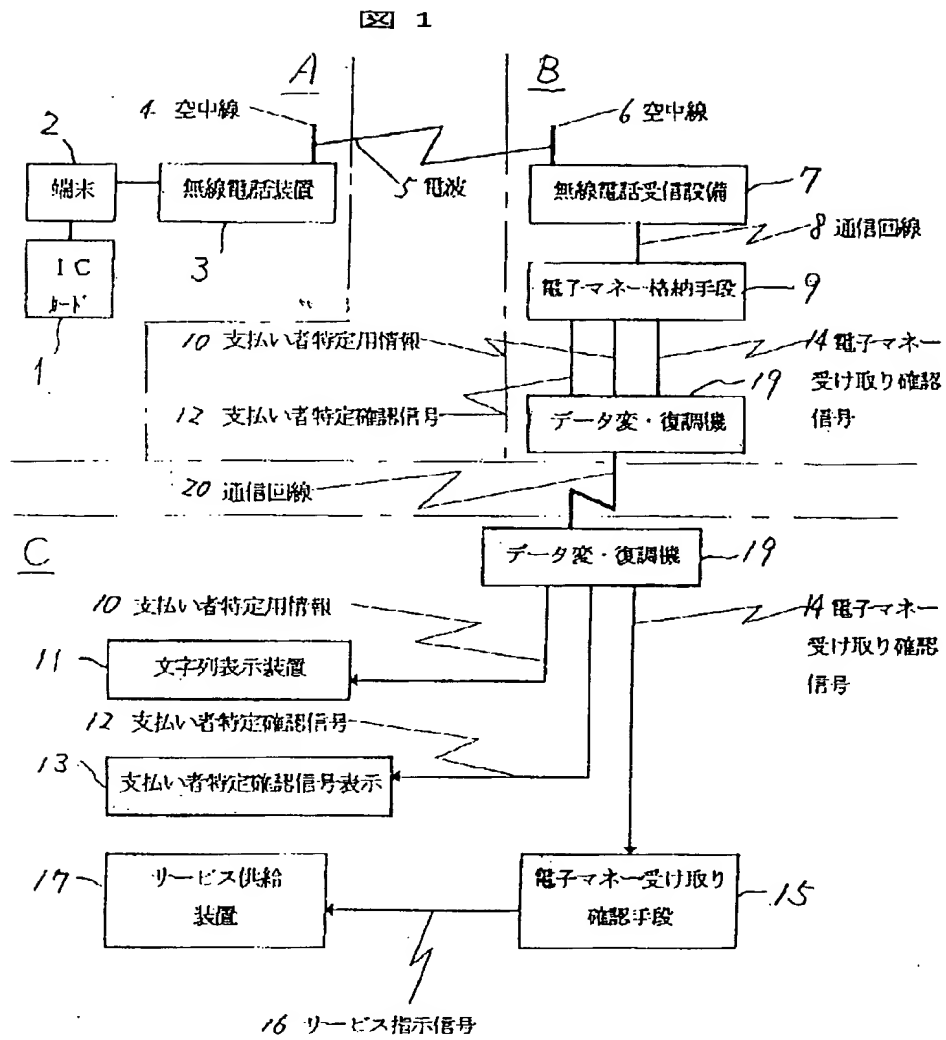 図 1
A
B
4 空中線
6 空中線
2
端末
無線電話装置
5 電波
無線電話受信設備
7
8 通信回線
IC
カード
3
電子マネー格納手段
9
1
10 支払い者特定用情報
14 電子マネー
受け取り確認
信号
19
12 支払い者特定確認信号
データ変・復調機
20 通信回線
C
データ変・復調機
19
10 支払い者特定用情報
14 電子マネー
受け取り確認
信号
11
文字列表示装置
12 支払い者特定確認信号
13
支払い者特定確認信号表示
17
サービス供給
装置
電子マネー受け取り
確認手段
15
16 サービス指示信号